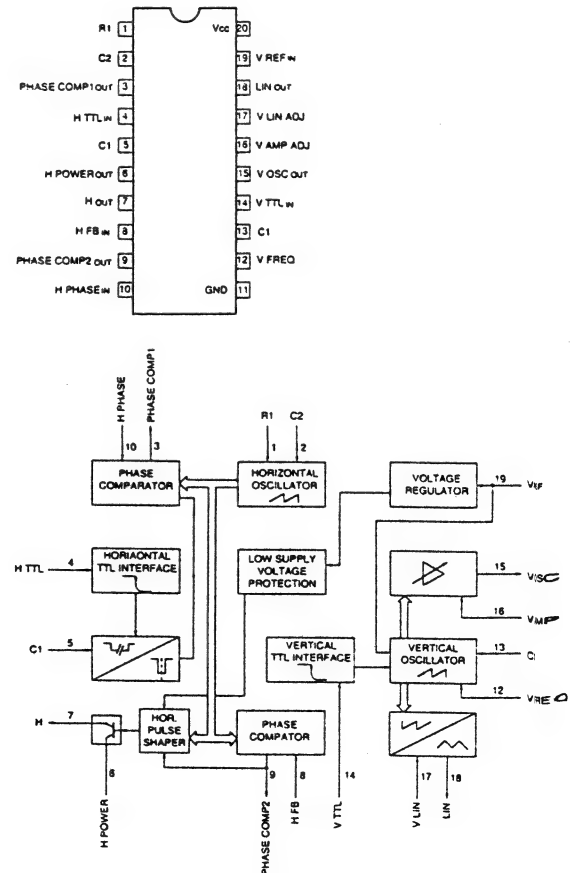 R1 1 Vcc 20
C2 2 19 V REF IN
PHASE COMP1 OUT 3 18 LIN OUT
H TTL IN 4 17 V LIN ADJ
C1 5 16 V AMP ADJ
H POWER OUT 6 15 V OSC OUT
H OUT 7 14 V TTL IN
H FB IN 8 13 C1
PHASE COMP2 OUT 9 12 V FREQ
H PHASE IN 10 GND 11
H PHASE
PHASE COMP1
R1 C2
10 3
1 2
PHASE
COMPARATOR
HORIZONTAL
OSCILLATOR
VOLTAGE
REGULATOR
19
H TTL 4
HORIAONTAL
TTL INTERFACE
LOW SUPPLY
VOLTAGE
PROTECTION
15
16
C1 5
VERTICAL
TTL INTERFACE
VERTICAL
OSCILLATOR
13
12
H 7
HOR.
PULSE
SHAPER
PHASE
COMPATOR
6
9 8 14 17 18
H POWER
PHASE COMP2
H FB
V TTL
V LIN
LIN